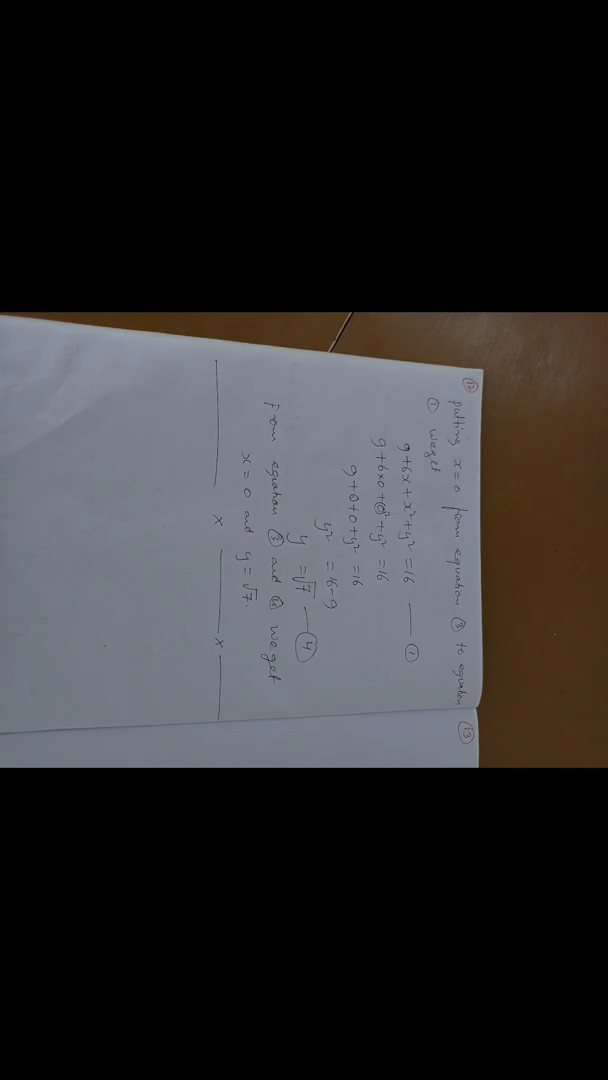 ⑫ putting x = 0 from equation ③ to equation
① we get
9 + 6x + x² + y² = 16 —— ①
9 + 6×0 + 0² + y² = 16
9 + 0 + 0 + y² = 16
y² = 16 - 9
y = √7 — ④
From equation ③ and ④ we get
x = 0 and y = √7.
—— x —— x ——
⑬